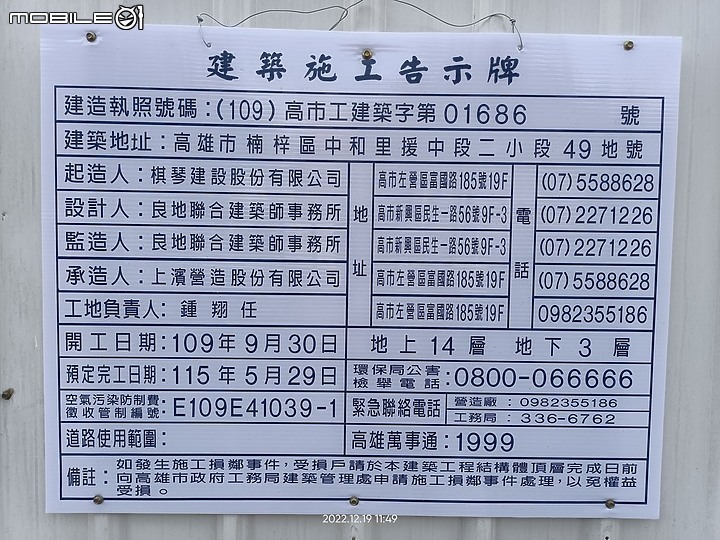 MOBILE01
建築施工告示牌
建造執照號碼：(109) 高市工建築字第 01686 號
建築地址：高雄市楠梓區中和里援中段二小段 49 地號
起造人：棋琴建設股份有限公司 地址 高市左營區富國路185號19F 電話 (07)5588628
設計人：良地聯合建築師事務所 高市新興區民生一路56號9F-3 (07)2271226
監造人：良地聯合建築師事務所 高市新興區民生一路56號9F-3 (07)2271226
承造人：上濱營造股份有限公司 高市左營區富國路185號19F (07)5588628
工地負責人：鍾翔任 高市左營區富國路185號19F 0982355186
開工日期：109年 9月30日 地上 14 層 地下 3 層
預定完工日期：115年 5月29日 環保局公害檢舉電話：0800-066666
空氣污染防制費徵收管制編號：E109E41039-1 緊急聯絡電話 營造廠：0982355186
工務局：336-6762
道路使用範圍： 高雄萬事通：1999
備註：如發生施工損鄰事件，受損戶請於本建築工程結構體頂層完成日前
向高雄市政府工務局建築管理處申請施工損鄰事件處理，以免權益
受損。
2022.12.19 11:49